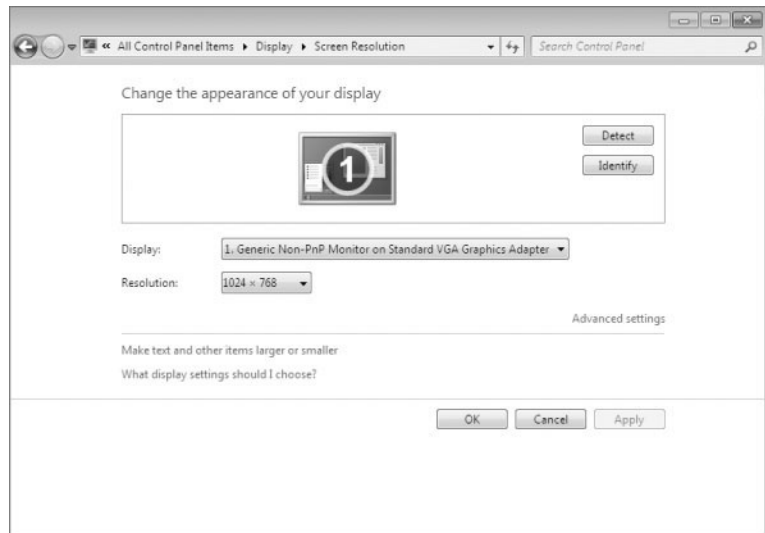 « All Control Panel Items ▸ Display ▸ Screen Resolution Search Control Panel
Change the appearance of your display
1
Detect
Identify
Display: 1. Generic Non-PnP Monitor on Standard VGA Graphics Adapter
Resolution: 1024 × 768
Advanced settings
Make text and other items larger or smaller
What display settings should I choose?
OK Cancel Apply